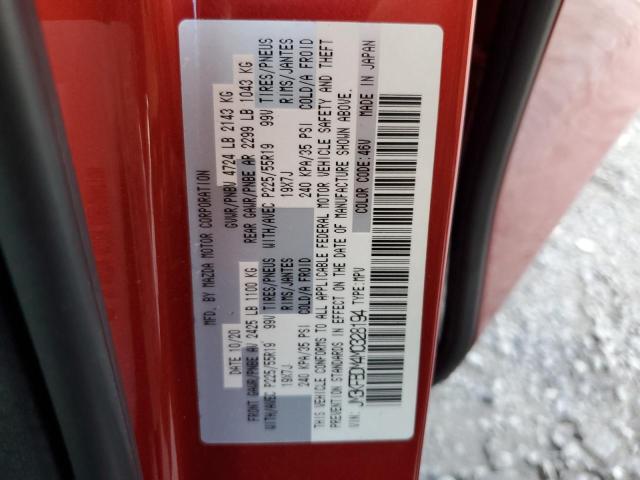 MFD. BY MAZDA MOTOR CORPORATION
DATE: 10/20 GVWR/PNBV 4724 LB 2143 KG
FRONT GAWR/PNBE AV 2425 LB 1100 KG REAR GAWR/PNBE AR 2299 LB 1043 KG
WITH/AVEC P225/55R19 99V TIRES/PNEUS WITH/AVEC P225/55R19 99V TIRES/PNEUS
19X7J RIMS/JANTES 19X7J RIMS/JANTES
240 KPA/35 PSI COLD/A FROID 240 KPA/35 PSI COLD/A FROID
THIS VEHICLE CONFORMS TO ALL APPLICABLE FEDERAL MOTOR VEHICLE SAFETY AND THEFT
PREVENTION STANDARDS IN EFFECT ON THE DATE OF MANUFACTURE SHOWN ABOVE.
VIN: JM3KFBDY4M0328194 TYPE:MPV COLOR CODE:46V MADE IN JAPAN